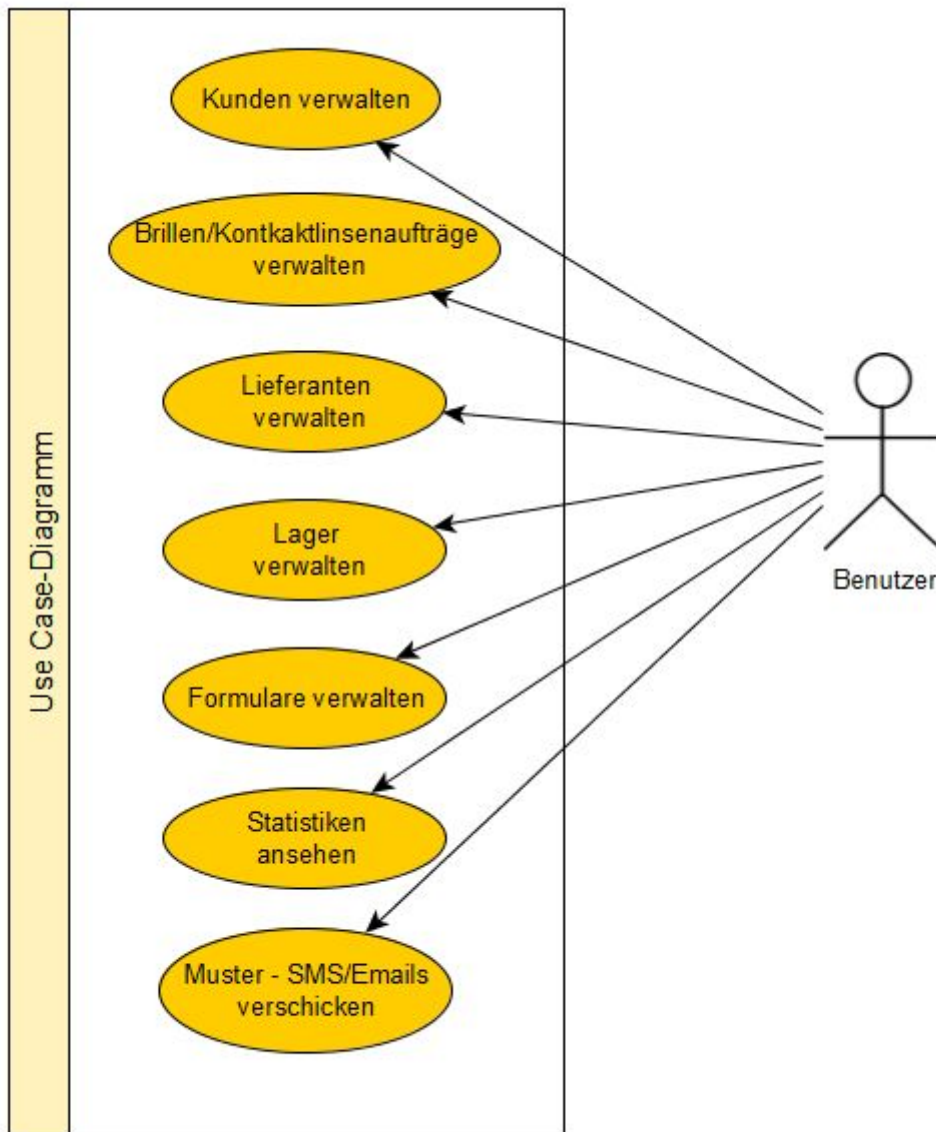 Use Case-Diagramm
Kunden verwalten
Brillen/Kontkaktlinsenaufträge
verwalten
Lieferanten
verwalten
Lager
verwalten
Formulare verwalten
Statistiken
ansehen
Muster - SMS/Emails
verschicken
Benutzer